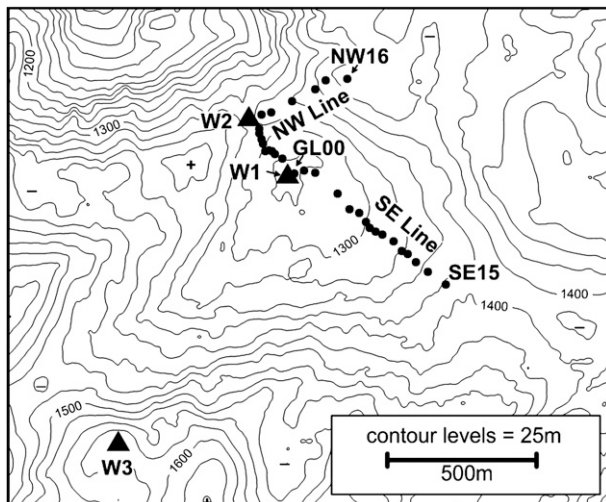 1200
NW16
1300
W2
NW Line
GL00
W1
+
SE Line
1300
SE15
1400
1400
1400
1500
W3
1600
contour levels = 25m
500m